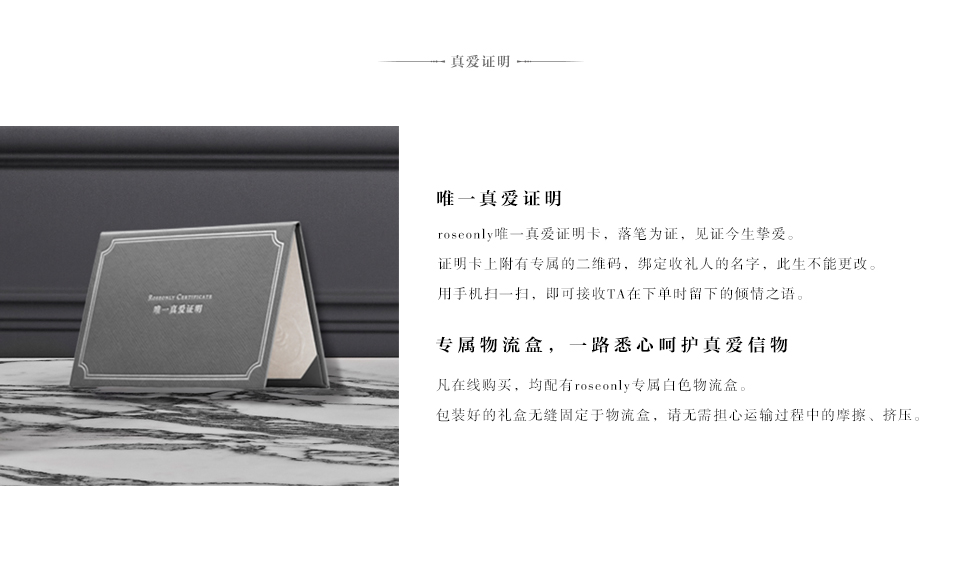 真爱证明
ROSEONLY CERTIFICATE
唯一真爱证明
唯一真爱证明
roseonly唯一真爱证明卡，落笔为证，见证今生挚爱。
证明卡上附有专属的二维码，绑定收礼人的名字，此生不能更改。
用手机扫一扫，即可接收TA在下单时留下的倾情之语。
专属物流盒，一路悉心呵护真爱信物
凡在线购买，均配有roseonly专属白色物流盒。
包装好的礼盒无缝固定于物流盒，请无需担心运输过程中的摩擦、挤压。